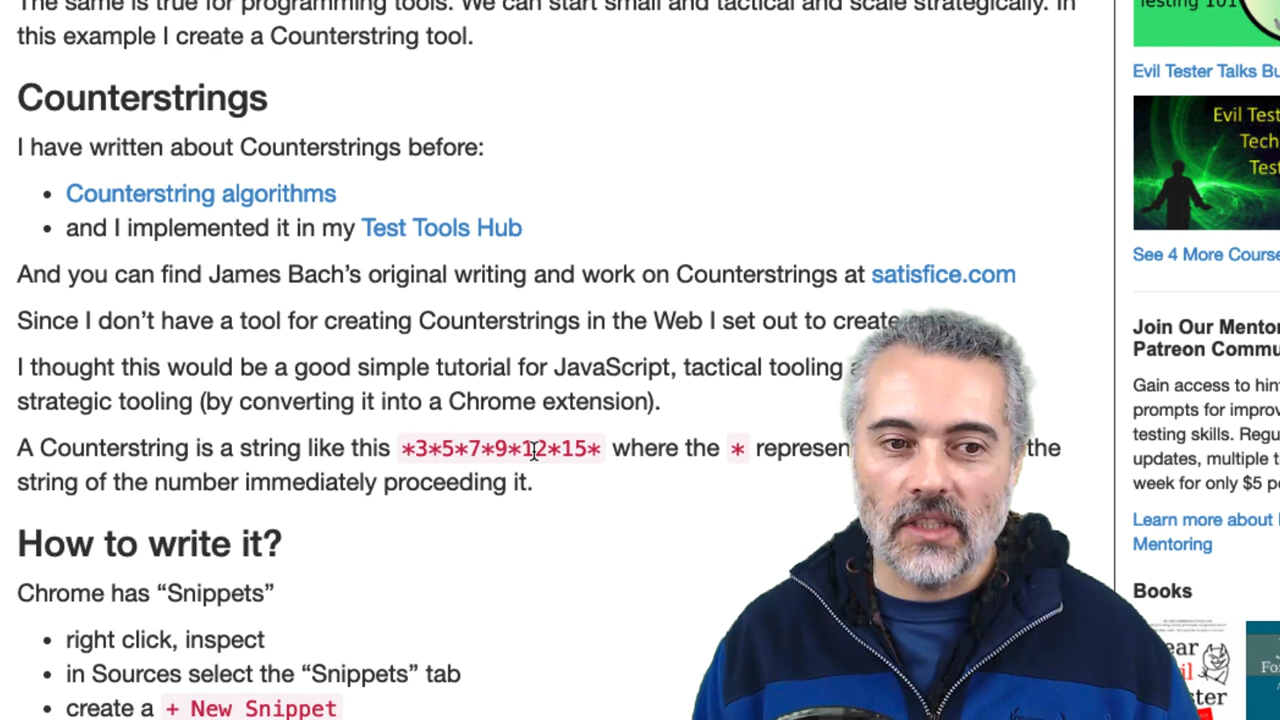 The same is true for programming tools. We can start small and tactical and scale strategically. In
this example I create a Counterstring tool.
Counterstrings
I have written about Counterstrings before:
• Counterstring algorithms
• and I implemented it in my Test Tools Hub
And you can find James Bach's original writing and work on Counterstrings at satisfice.com
Since I don't have a tool for creating Counterstrings in the Web I set out to create
I thought this would be a good simple tutorial for JavaScript, tactical tooling
strategic tooling (by converting it into a Chrome extension).
A Counterstring is a string like this *3*5*7*9*12*15* where the * represen the
string of the number immediately proceeding it.
How to write it?
Chrome has “Snippets”
• right click, inspect
• in Sources select the “Snippets” tab
• create a + New Snippet
Testing 101
Evil Tester Talks Bu
Evil Test
Tech
Test
See 4 More Course
Join Our Mento
Patreon Commu
Gain access to hin
prompts for improv
testing skills. Regu
updates, multiple t
week for only $5 p
Learn more about
Mentoring
Books
ear
il
ster
For